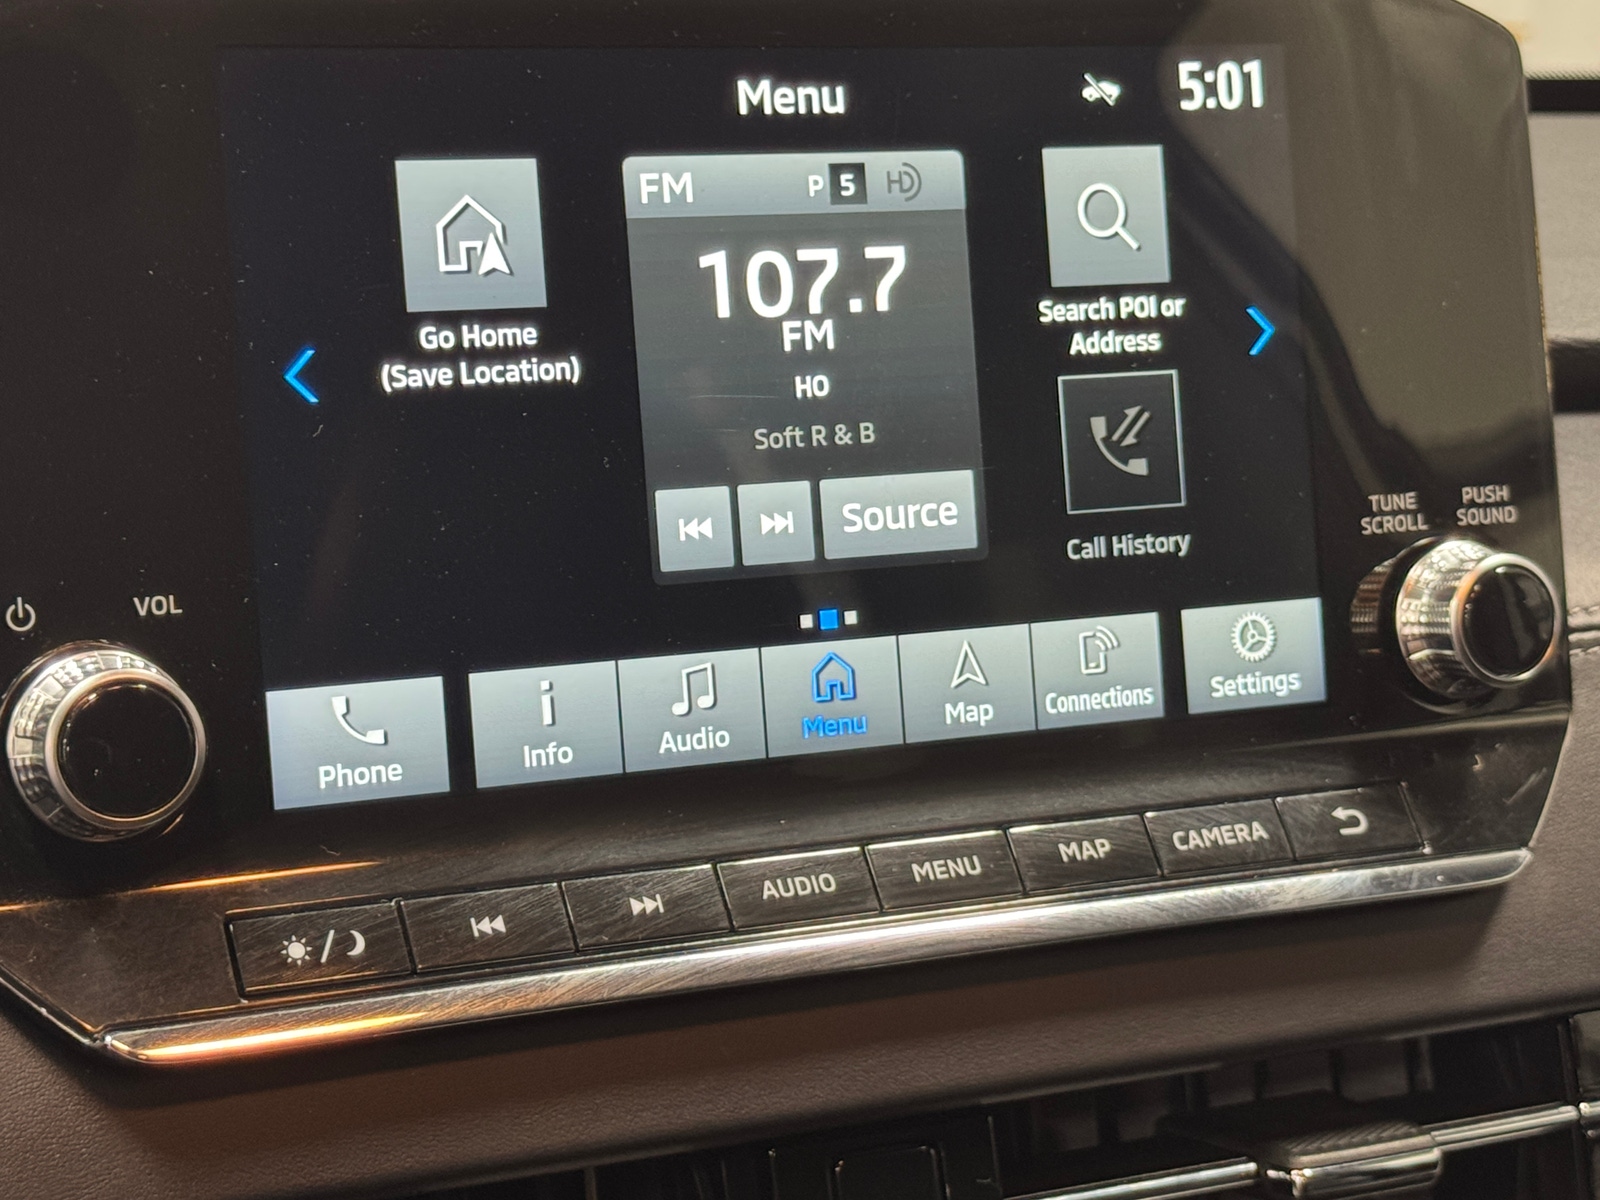 Menu
5:01
FM
P 5 HD
107.7
FM
HO
Soft R & B
Source
Go Home
(Save Location)
Search POI or
Address
Call History
TUNE
SCROLL
PUSH
SOUND
VOL
Phone
Info
Audio
Menu
Map
Connections
Settings
AUDIO
MENU
MAP
CAMERA